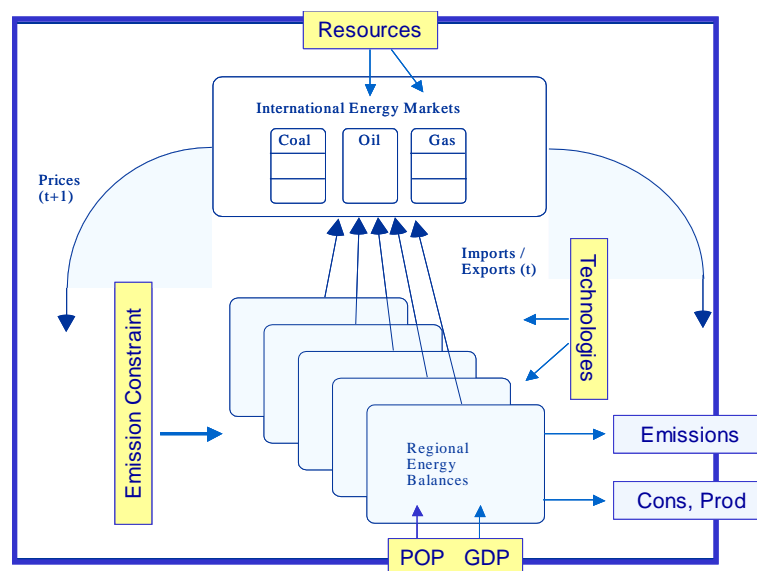 Resources
International Energy Markets
Coal
Oil
Gas
Prices
(t+1)
Imports /
Exports (t)
Technologies
Emission Constraint
Regional
Energy
Balances
Emissions
Cons, Prod
POP GDP